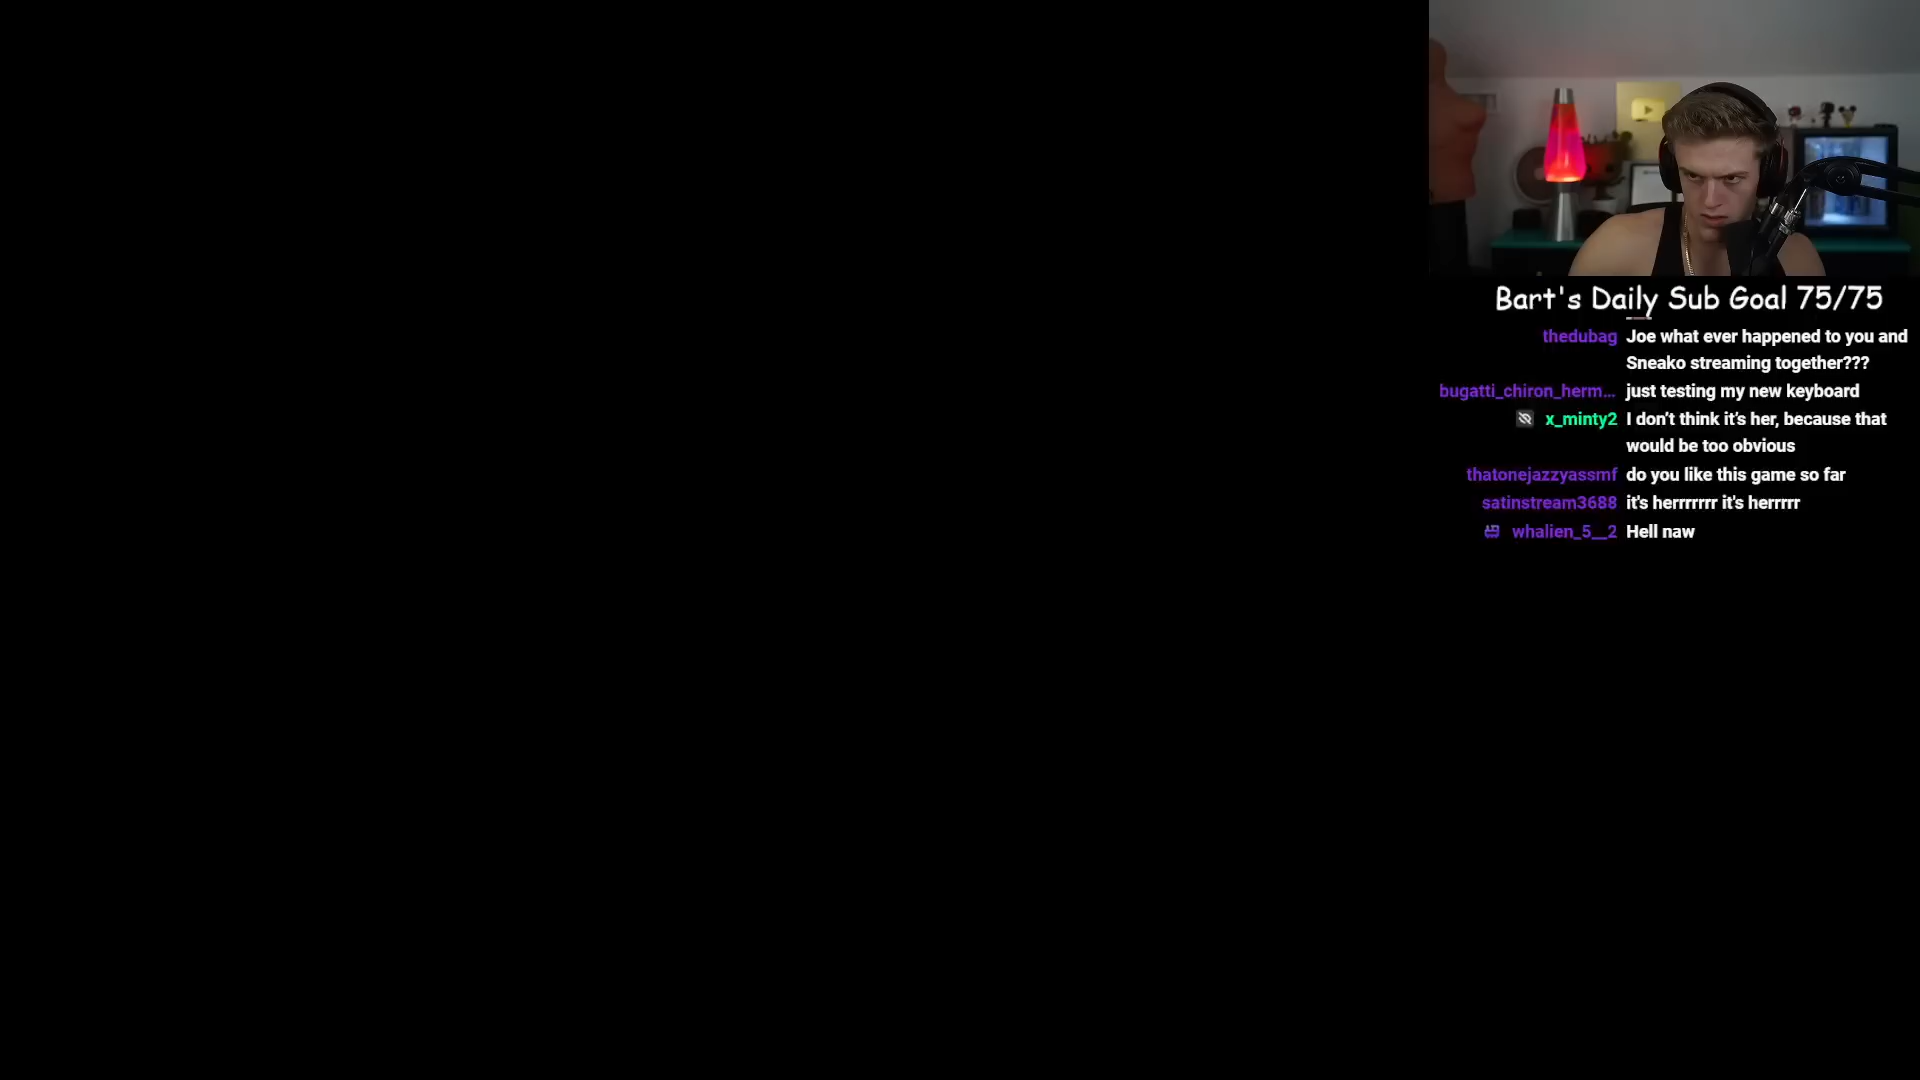 Bart's Daily Sub Goal 75/75
thedubag Joe what ever happened to you and
Sneako streaming together???
bugatti_chiron_herm... just testing my new keyboard
x_minty2 I don't think it's her, because that
would be too obvious
thatonejazzyassmf do you like this game so far
satinstream3688 it's herrrrrrr it's herrrrr
whalien_5__2 Hell naw